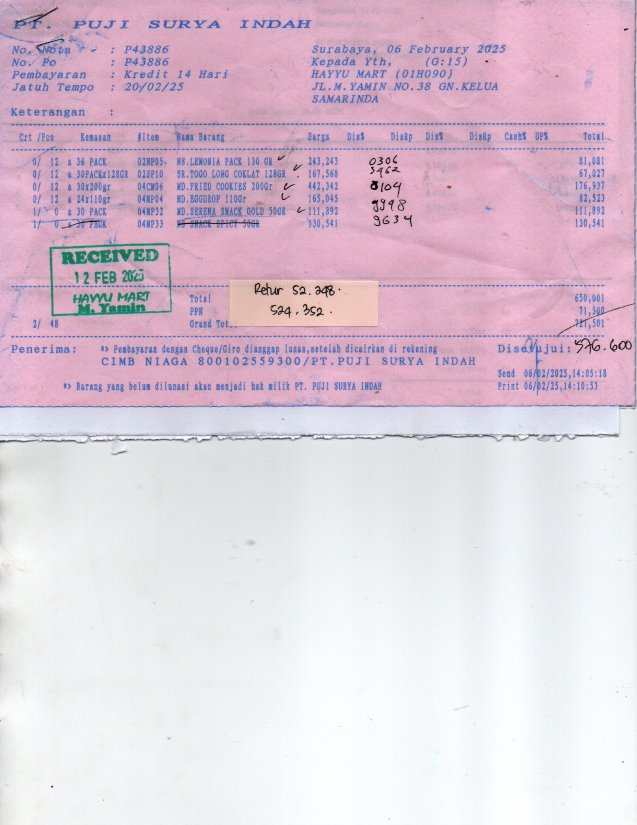 PT. PUJI SURYA INDAH
No. Nota : P43886
No. Po : P43886
Pembayaran : Kredit 14 Hari
Jatuh Tempo : 20/02/25
Keterangan :
Surabaya, 06 February 2025
Kepada Yth, (G:15)
HAYYU MART (01H090)
JL.M.YAMIN NO.38 GN.KELUA
SAMARINDA
Crt /Pcs Kemasan #Item Nama Barang Harga Dis% Diskp Dis% Diskp Cash% UP% Total
0/ 12 a 36 PACK 02NP05 NS.LEMONIA PACK 130 GR 243,243 0306 81,081
0/ 12 a 30PACKx128GR 02SP10 SR.TOGO LONG COKLAT 128GR 167,568 3962 67,027
0/ 12 a 30x200gr 04CM06 MD.FRIED COOKIES 200Gr 442,342 8104 176,937
0/ 12 a 24x110gr 04NP04 MD.EGGDROP 110Gr 165,045 9998 82,523
1/ 0 a 30 PACK 04MP32 MD.SERENA SNACK GOLD 50GR 111,892 9634 111,892
1/ 0 a 30 PACK 04MP33 MD SNACK SPICY 50GR 130,541 130,541
RECEIVED
12 FEB 2025
HAYYU MART
M. Yamin
Retur 52.248.
524.352.
Total 650,001
PPN 71,500
2/ 48 Grand Tot 721,501
576.600
Penerima: *> Pembayaran dengan Cheque/Giro dianggap lunas,setelah dicairkan di rekening Disetujui:
CIMB NIAGA 800102559300/PT.PUJI SURYA INDAH
Send 06/02/2025,14:05:18
*> Barang yang belum dilunasi akan menjadi hak milik PT. PUJI SURYA INDAH Print 06/02/25,14:10:53